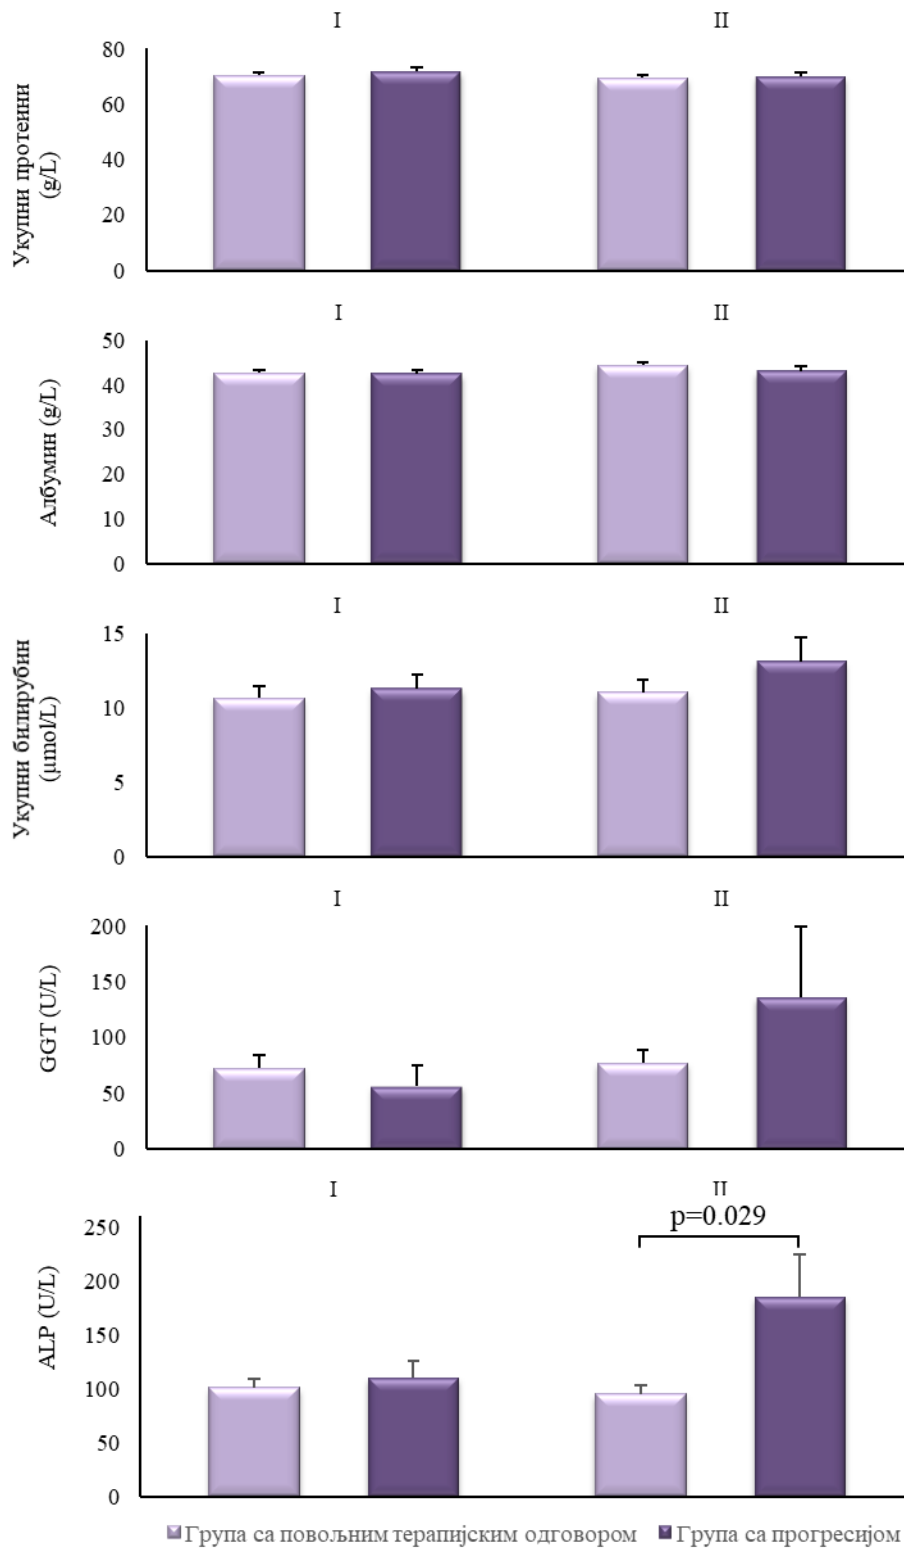 I II
Укупни протеини
(g/L)
80
60
40
20
0
I II
Албумин (g/L)
50
40
30
20
10
0
I II
Укупни билирубин
(µmol/L)
15
10
5
0
I II
GGT (U/L)
200
150
100
50
0
I II
p=0.029
ALP (U/L)
250
200
150
100
50
0
Група са повољним терапијским одговором Група са прогресијом